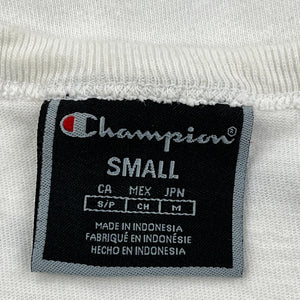 Champion®
SMALL
CA MEX JPN
S/P CH M
MADE IN INDONESIA
FABRIQUÉ EN INDONÉSIE
HECHO EN INDONESIA